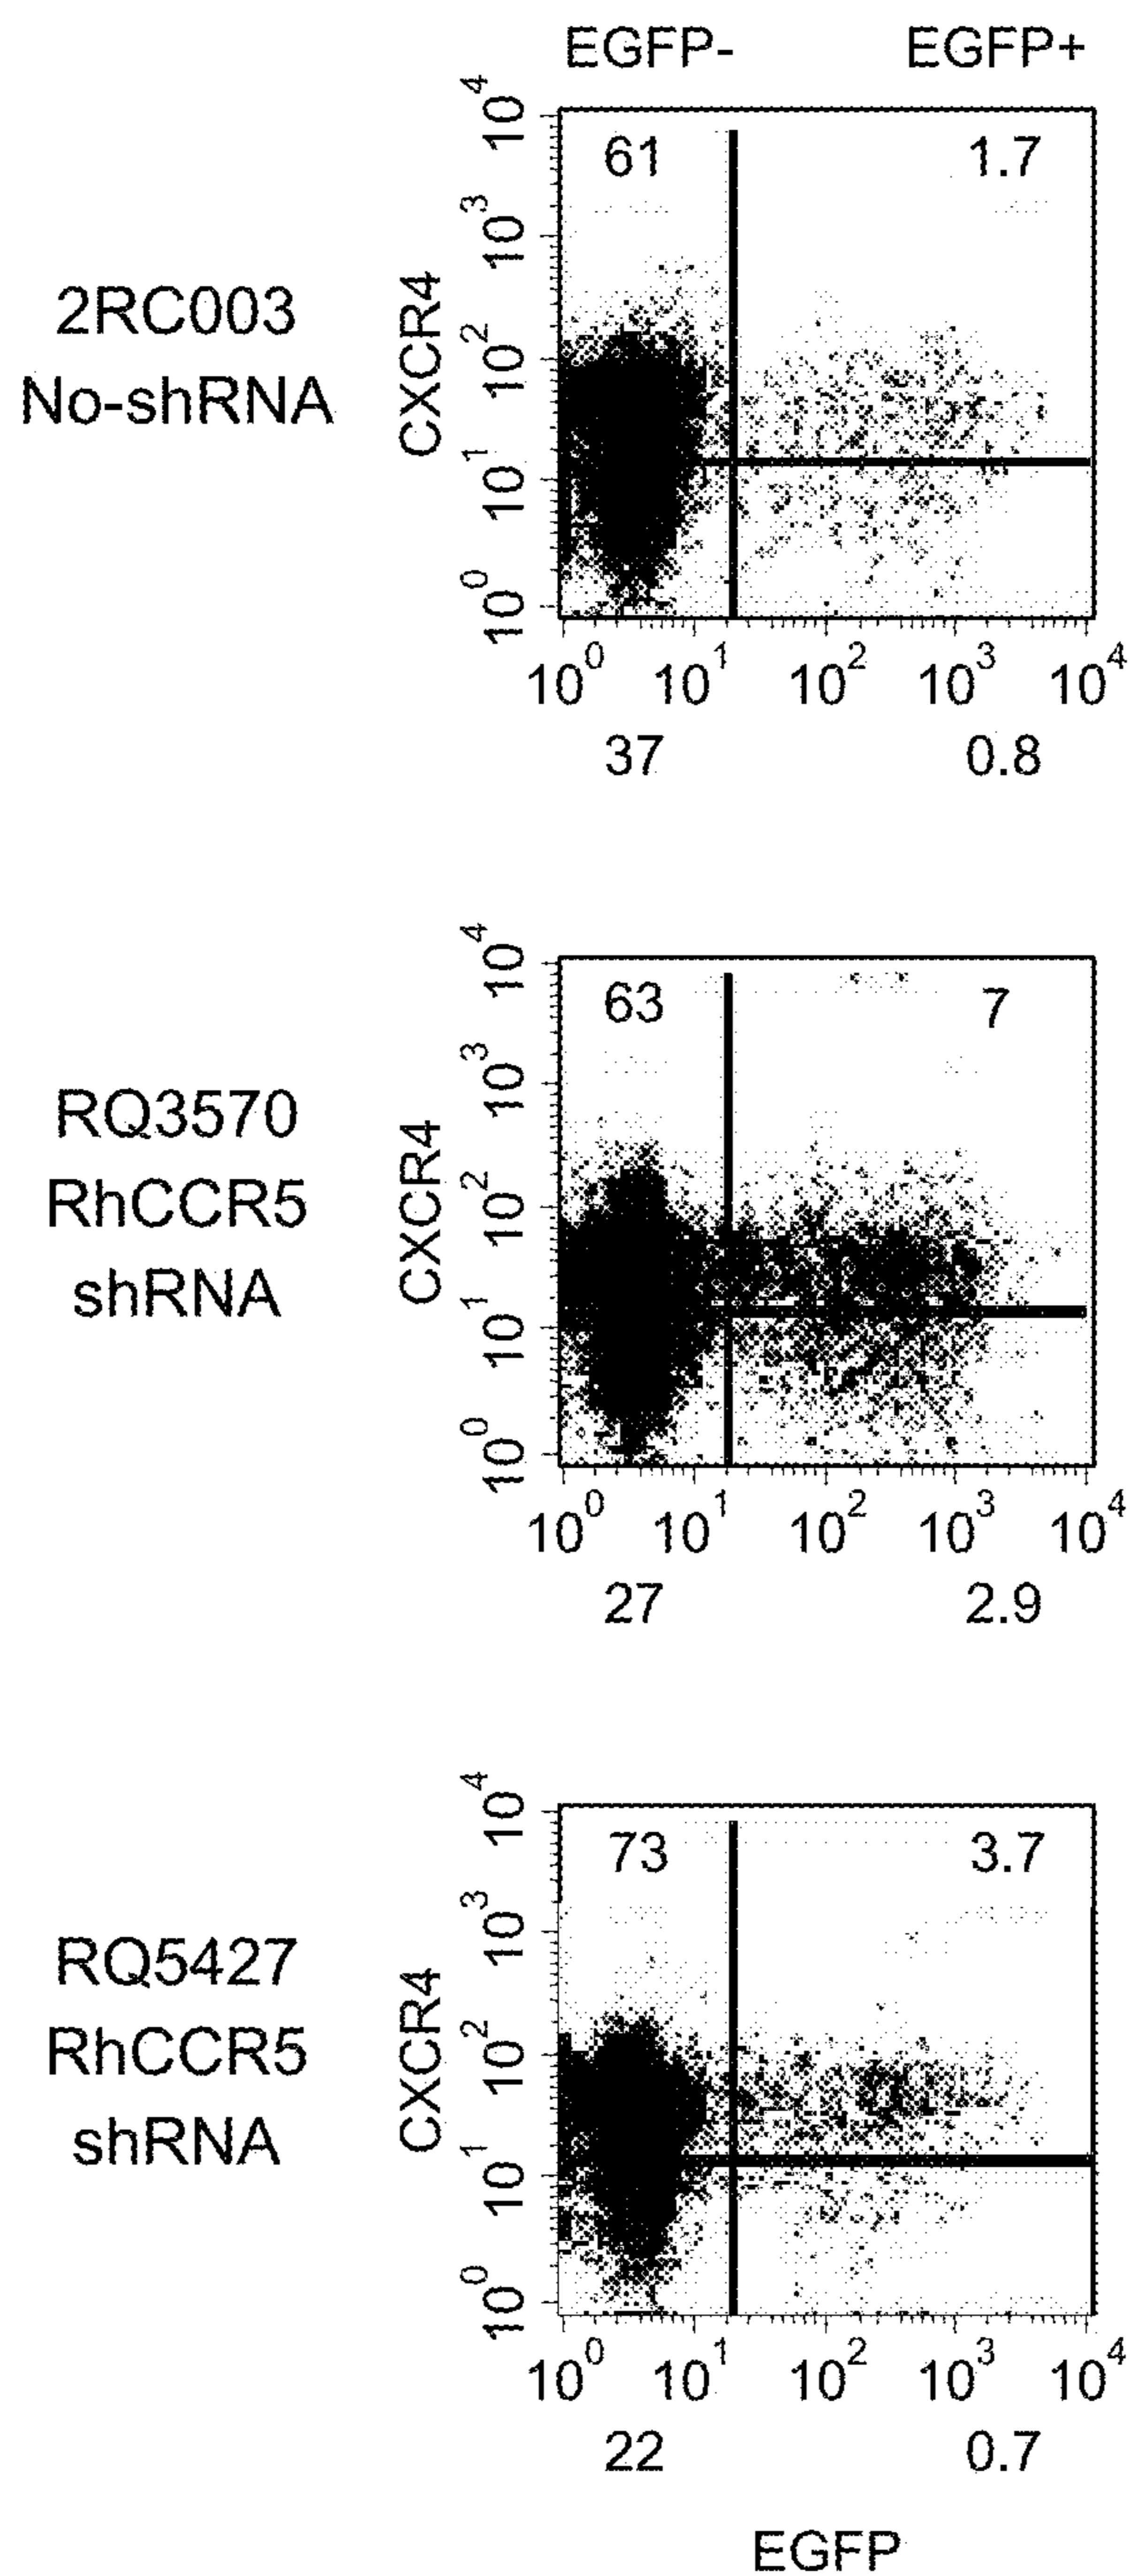 EGFP- EGFP+
2RC003
No-shRNA
CXCR4
10^4
10^3
10^2
10^1
10^0
61 1.7
10^0 10^1 10^2 10^3 10^4
37 0.8
RQ3570
RhCCR5
shRNA
CXCR4
10^4
10^3
10^2
10^1
10^0
63 7
10^0 10^1 10^2 10^3 10^4
27 2.9
RQ5427
RhCCR5
shRNA
CXCR4
10^4
10^3
10^2
10^1
10^0
73 3.7
10^0 10^1 10^2 10^3 10^4
22 0.7
EGFP